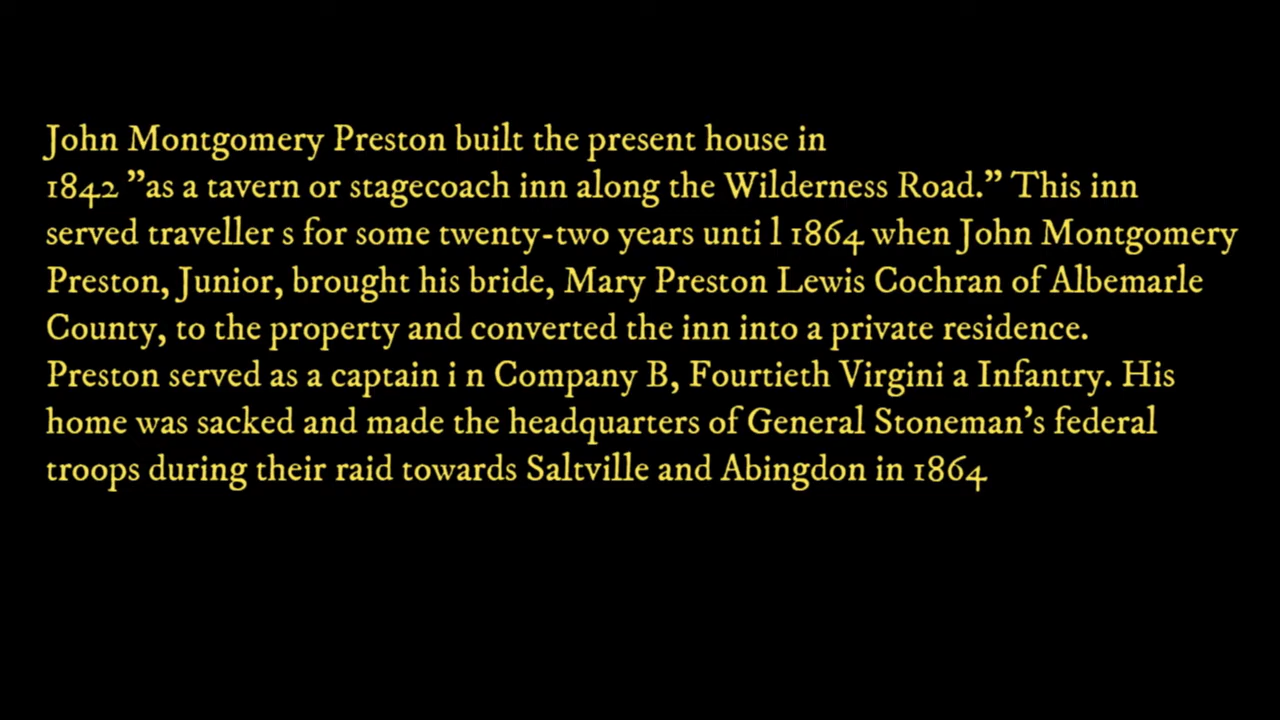 John Montgomery Preston built the present house in
1842 "as a tavern or stagecoach inn along the Wilderness Road." This inn
served traveller s for some twenty-two years unti l 1864 when John Montgomery
Preston, Junior, brought his bride, Mary Preston Lewis Cochran of Albemarle
County, to the property and converted the inn into a private residence.
Preston served as a captain i n Company B, Fourtieth Virgini a Infantry. His
home was sacked and made the headquarters of General Stoneman's federal
troops during their raid towards Saltville and Abingdon in 1864